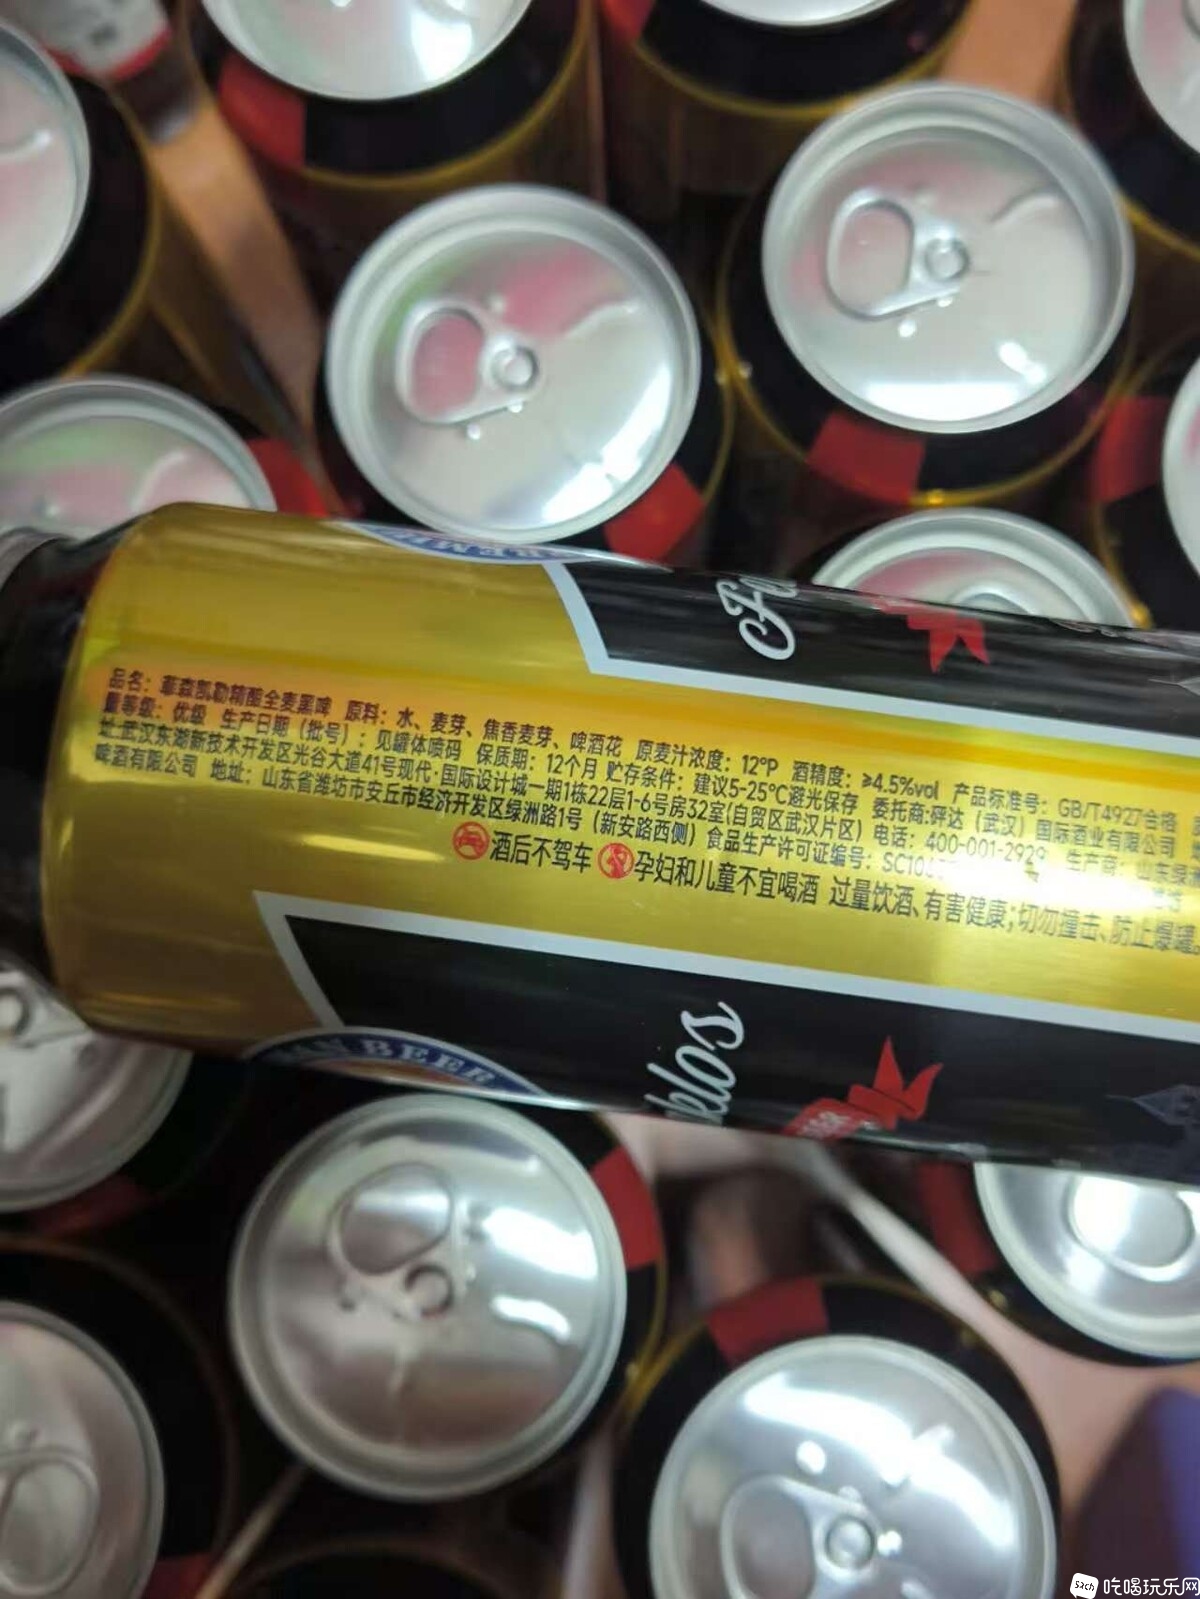 品名：菲森凯勒精酿全麦黑啤 原料：水、麦芽、焦香麦芽、啤酒花 原麦汁浓度：12°P 酒精度：≥4.5%vol 产品标准号：GB/T4927合格
量等级：优级 生产日期（批号）：见罐体喷码 保质期：12个月 贮存条件：建议5-25°C避光保存 委托商:砰达（武汉）国际酒业有限公司
址:武汉东湖新技术开发区光谷大道41号现代·国际设计城一期1栋22层1-6号房32室(自贸区武汉片区) 电话：400-001-2929 生产商：山东绿洲
啤酒有限公司 地址：山东省潍坊市安丘市经济开发区绿洲路1号（新安路西侧）食品生产许可证编号：
酒后不驾车 孕妇和儿童不宜喝酒 过量饮酒、有害健康;切勿撞击、防止爆罐
BEER
吃喝玩乐网